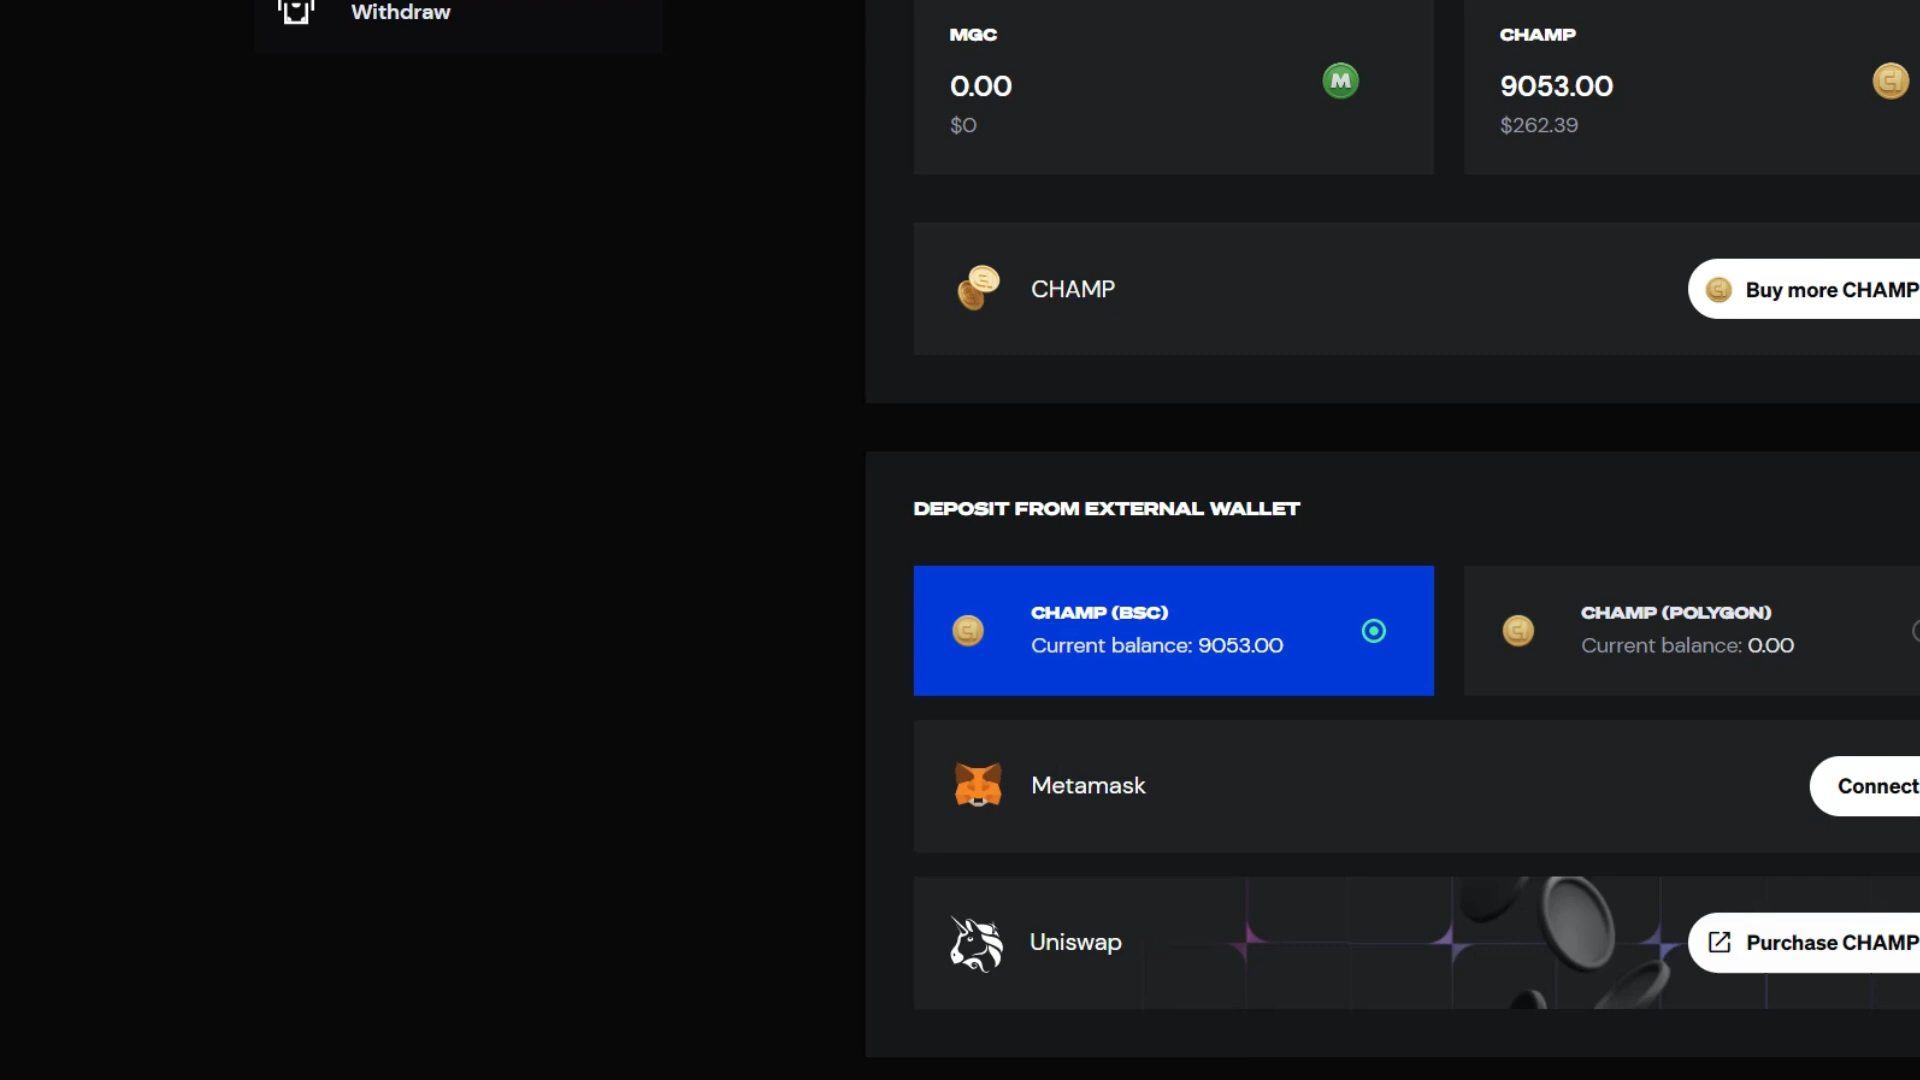 Withdraw
MGC
0.00
$0
CHAMP
9053.00
$262.39
CHAMP
Buy more CHAMP
DEPOSIT FROM EXTERNAL WALLET
CHAMP (BSC)
Current balance: 9053.00
CHAMP (POLYGON)
Current balance: 0.00
Metamask
Connect
Uniswap
Purchase CHAMP